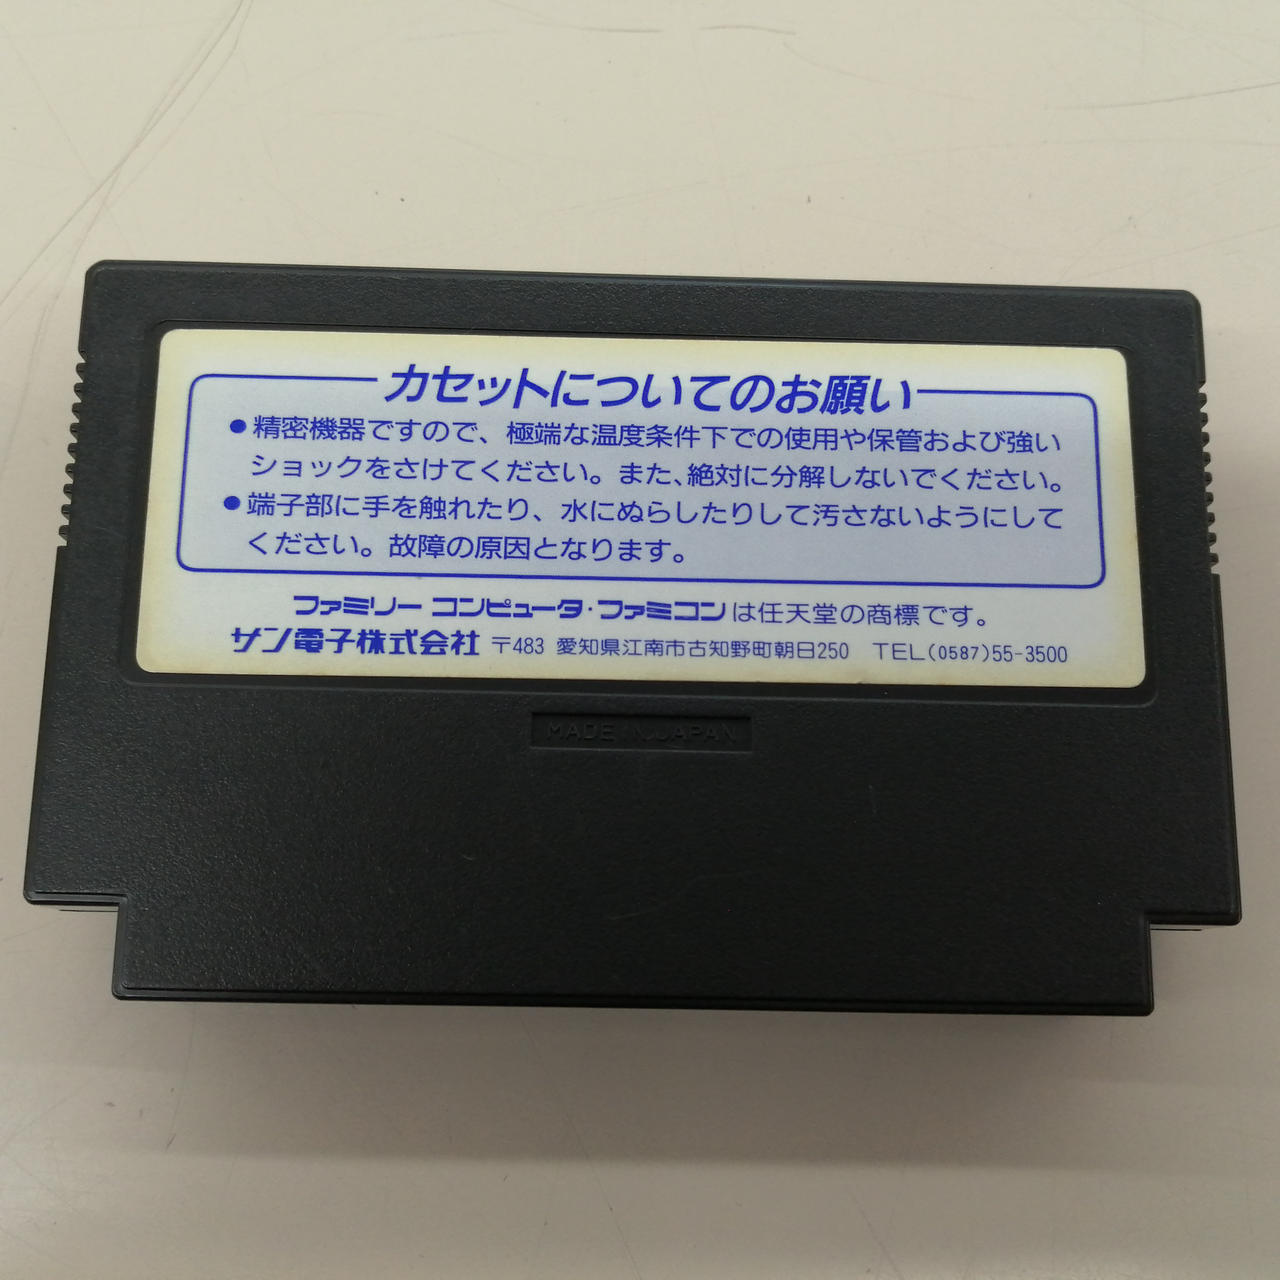 カセットについてのお願い
●精密機器ですので、極端な温度条件下での使用や保管および強い
ショックをさけてください。また、絶対に分解しないでください。
●端子部に手を触れたり、水にぬらしたりして汚さないようにして
ください。故障の原因となります。
ファミリー コンピュータ・ファミコンは任天堂の商標です。
サン電子株式会社 〒483 愛知県江南市古知野町朝日250 TEL(0587)55-3500
MADE IN JAPAN